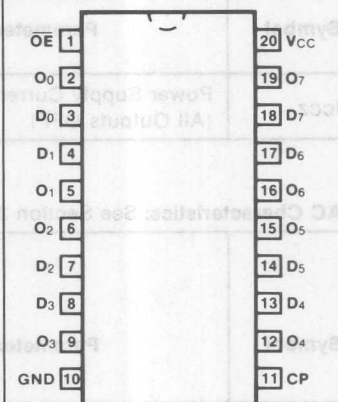 OE 1 20 VCC
O0 2 19 O7
D0 3 18 D7
D1 4 17 D6
O1 5 16 O6
O2 6 15 O5
D2 7 14 D5
D3 8 13 D4
O3 9 12 O4
GND 10 11 CP